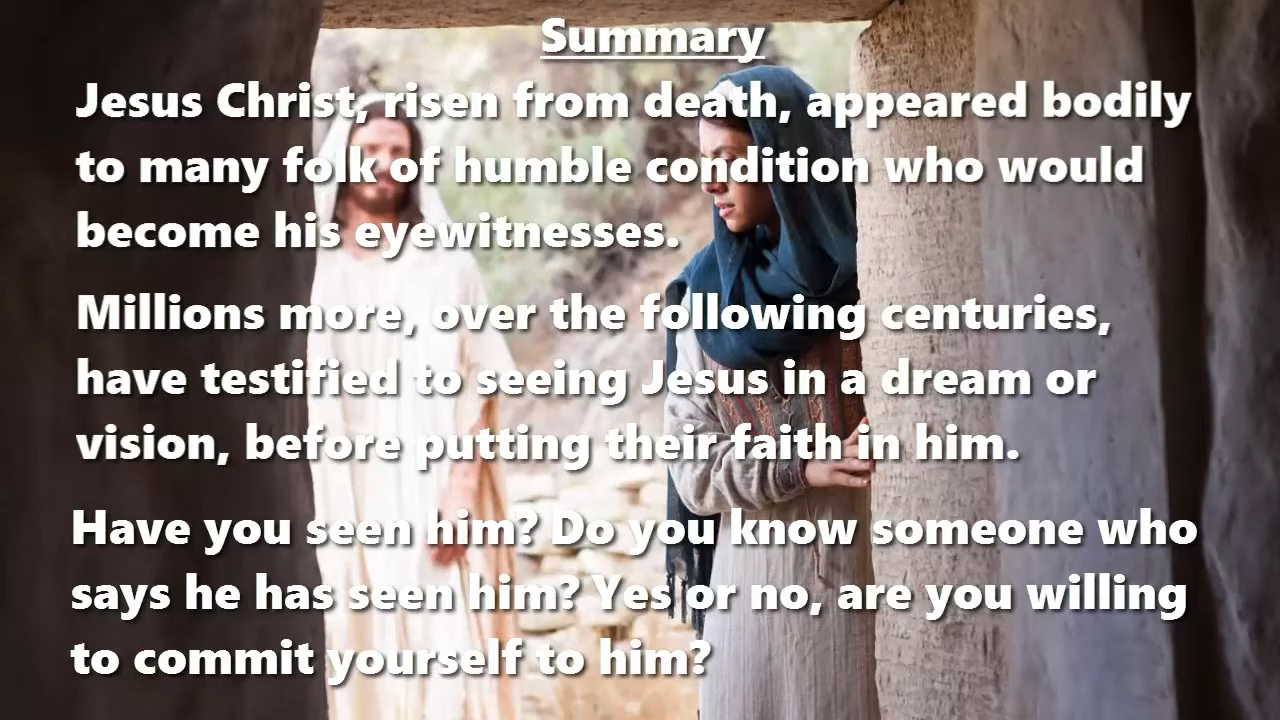 Summary
Jesus Christ, risen from death, appeared bodily
to many folk of humble condition who would
become his eyewitnesses.
Millions more, over the following centuries,
have testified to seeing Jesus in a dream or
vision, before putting their faith in him.
Have you seen him? Do you know someone who
says he has seen him? Yes or no, are you willing
to commit yourself to him?